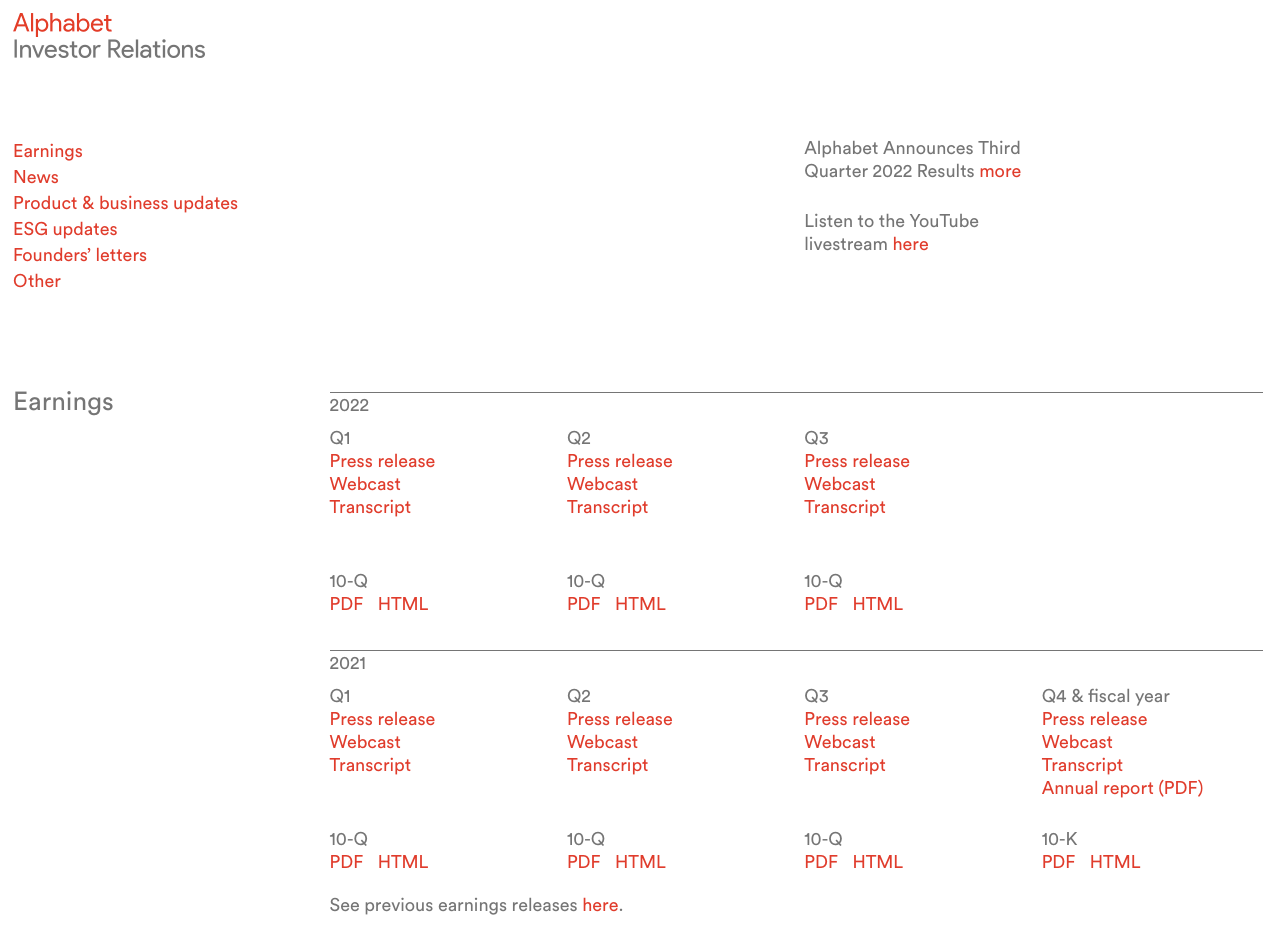 Alphabet
Investor Relations
Earnings
News
Product & business updates
ESG updates
Founders’ letters
Other
Alphabet Announces Third
Quarter 2022 Results more
Listen to the YouTube
livestream here
Earnings
2022
Q1
Press release
Webcast
Transcript
10-Q
PDF HTML
Q2
Press release
Webcast
Transcript
10-Q
PDF HTML
Q3
Press release
Webcast
Transcript
10-Q
PDF HTML
2021
Q1
Press release
Webcast
Transcript
10-Q
PDF HTML
Q2
Press release
Webcast
Transcript
10-Q
PDF HTML
Q3
Press release
Webcast
Transcript
10-Q
PDF HTML
Q4 & fiscal year
Press release
Webcast
Transcript
Annual report (PDF)
10-K
PDF HTML
See previous earnings releases here.